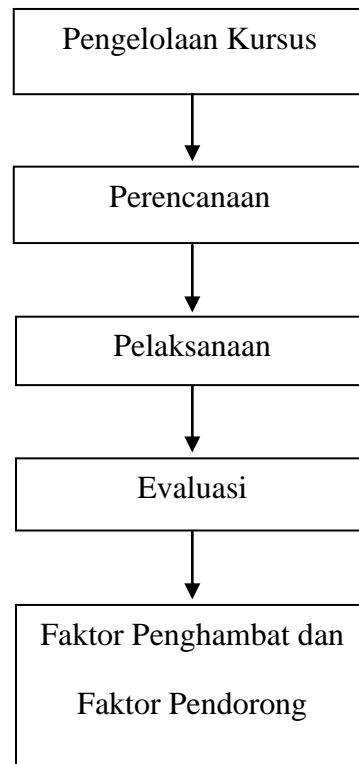 Pengelolaan Kursus
Perencanaan
Pelaksanaan
Evaluasi
Faktor Penghambat dan
Faktor Pendorong